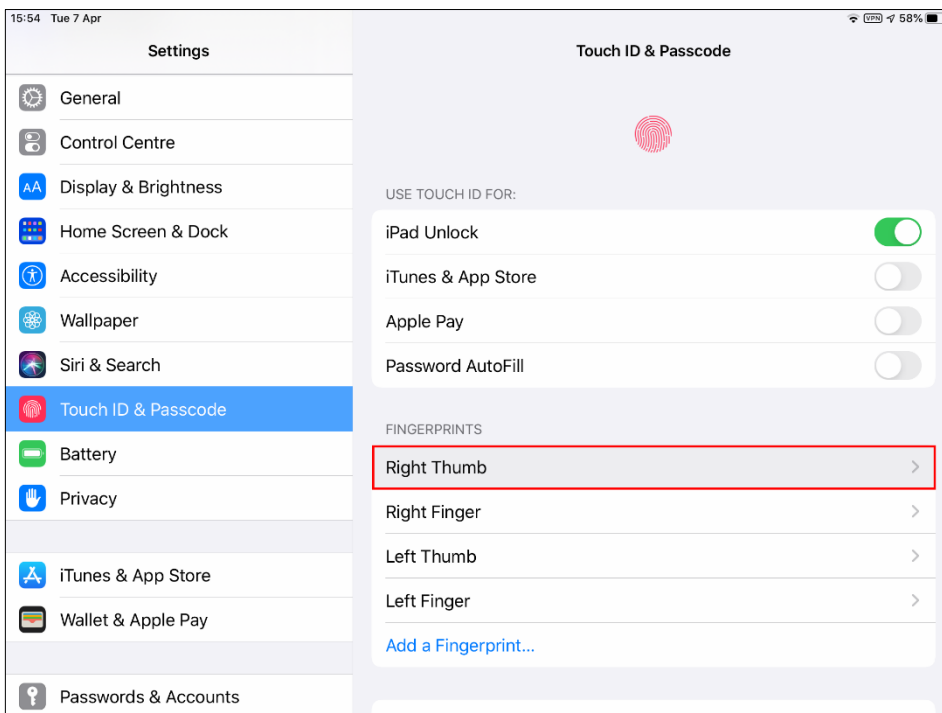 15:54 Tue 7 Apr
VPN 58%
Settings
Touch ID & Passcode
General
Control Centre
AA Display & Brightness
Home Screen & Dock
Accessibility
Wallpaper
Siri & Search
Touch ID & Passcode
Battery
Privacy
iTunes & App Store
Wallet & Apple Pay
Passwords & Accounts
USE TOUCH ID FOR:
iPad Unlock
iTunes & App Store
Apple Pay
Password AutoFill
FINGERPRINTS
Right Thumb
Right Finger
Left Thumb
Left Finger
Add a Fingerprint...